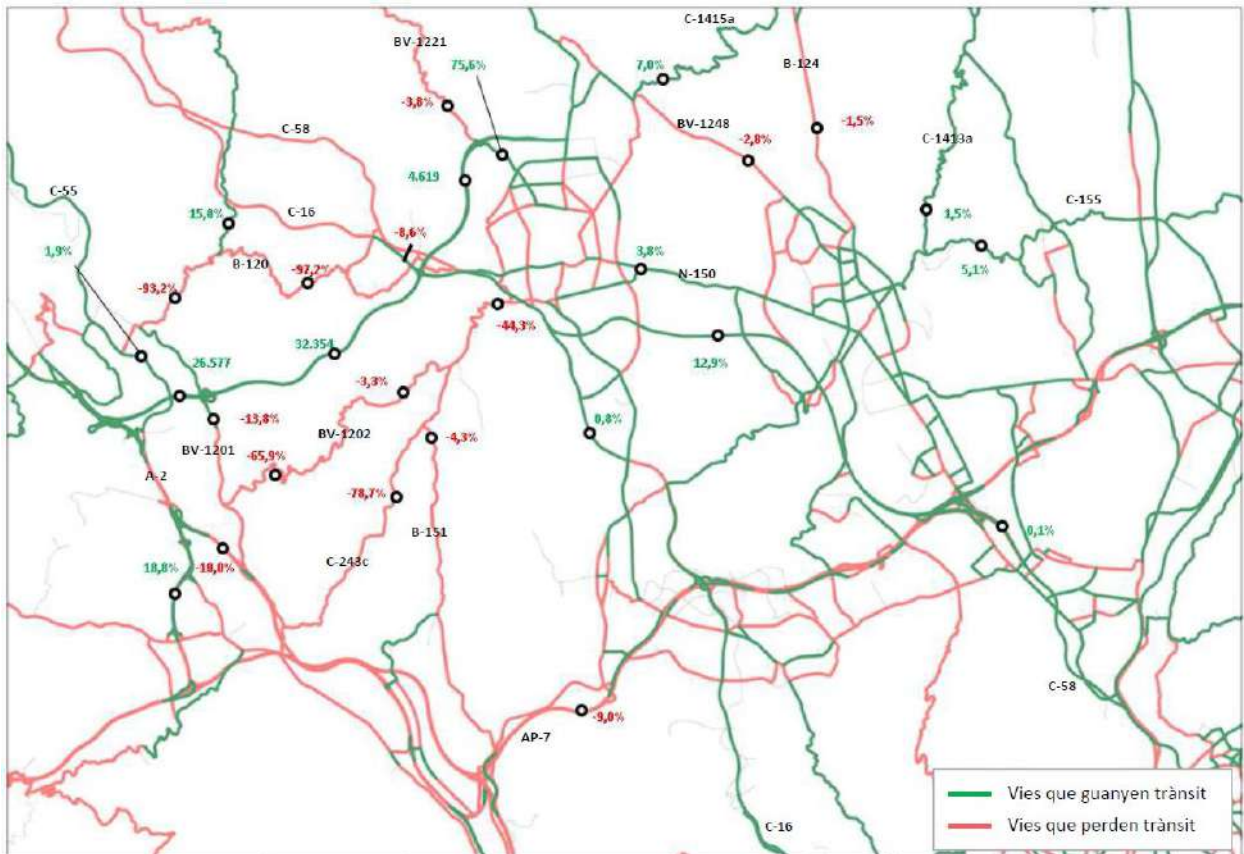 C-1415a
BV-1221
75,6%
7,0%
B-124
-3,8%
BV-1248
-1,5%
C-58
-2,8%
C-1413a
4.619
C-55
15,0%
C-16
1,5%
C-155
-8,6%
1,9%
3,8%
B-120
-97,2%
N-150
5,1%
-93,2%
-44,3%
32.354
26.577
12,9%
-3,3%
-13,8%
0,8%
BV-1202
-4,3%
BV-1201
-65,9%
A-2
-78,7%
B-151
0,1%
C-243c
18,8%
-19,0%
C-58
-9,0%
AP-7
Vies que guanyen trànsit
Vies que perden trànsit
C-16